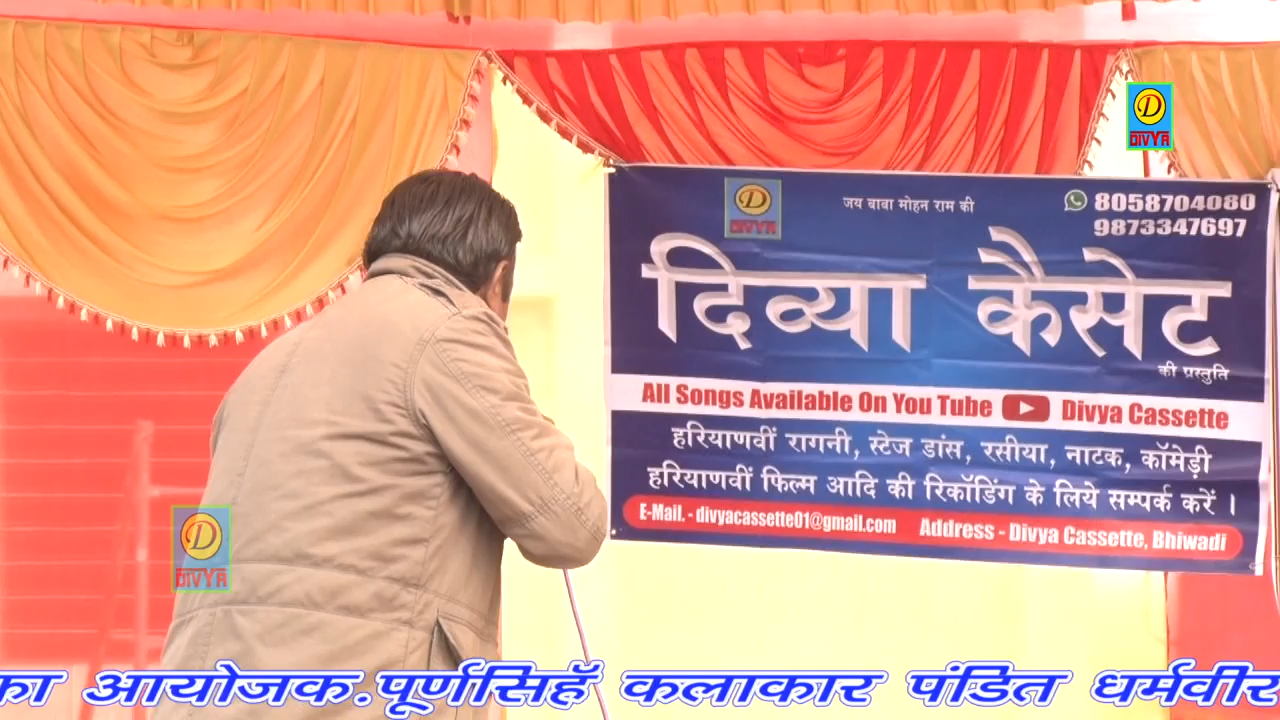 D
DIVYA
D
DIVYA
जय बाबा मोहन राम की
8058704080
9873347697
दिव्या कैसेट
की प्रस्तुति
All Songs Available On You Tube Divya Cassette
हरियाणवीं रागनी, स्टेज डांस, रसीया, नाटक, कॉमेड़ी
हरियाणवीं फिल्म आदि की रिकॉडिंग के लिये सम्पर्क करें ।
E-Mail. - divyacassette01@gmail.com Address - Divya Cassette, Bhiwadi
D
DIVYA
का आयोजक.पूर्णसिहॅ कलाकार पंडित धर्मवीर